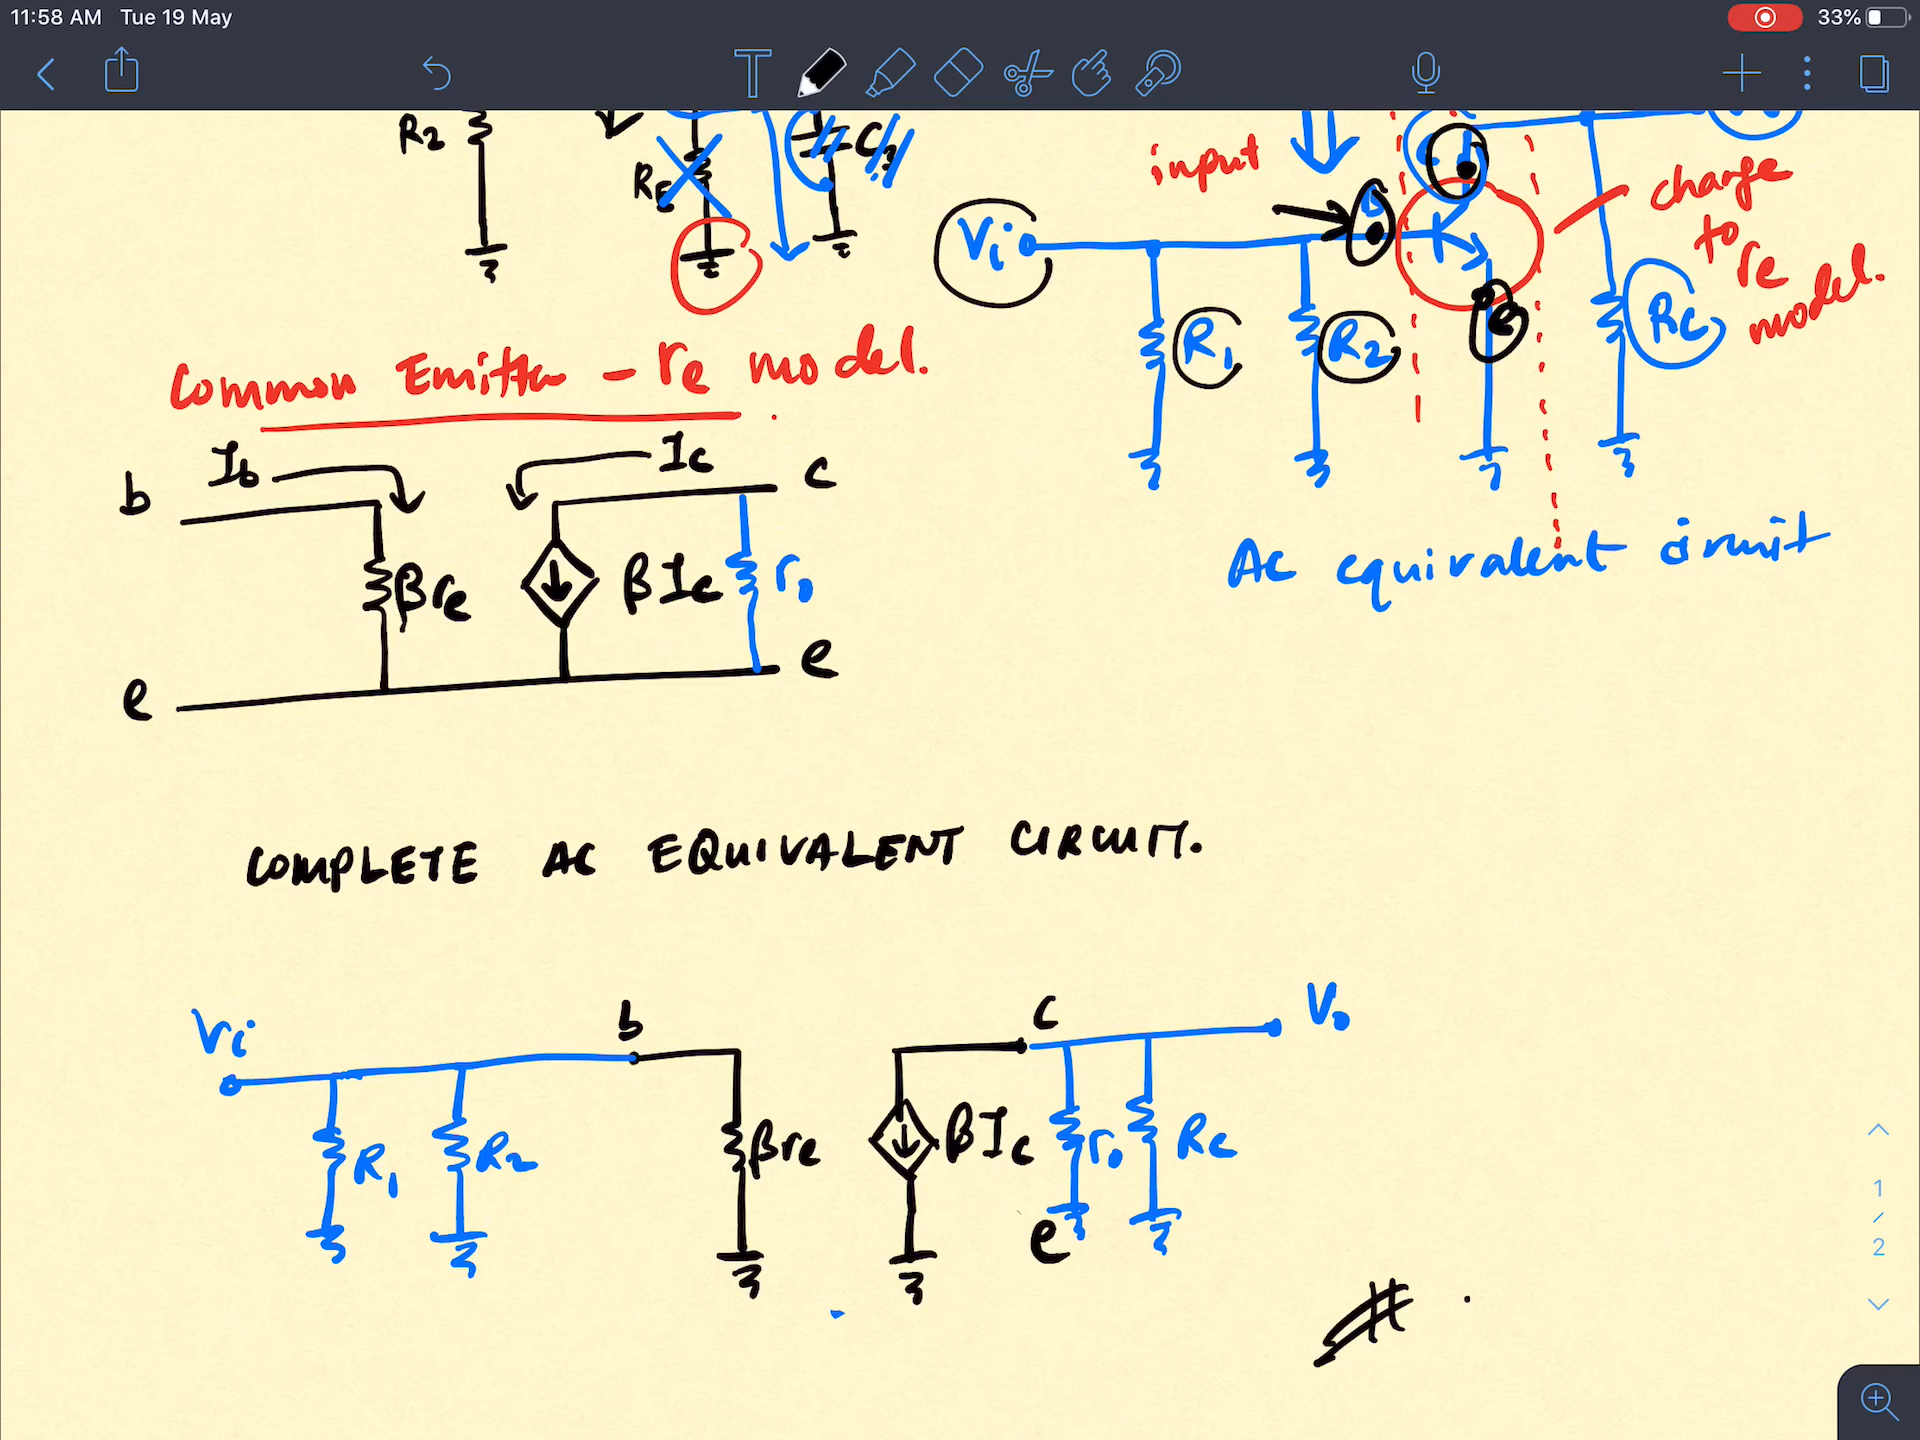 11:58 AM Tue 19 May
33%
T
R2
RE
C3
input
Vi
b
c
e
R1
R2
RC
change
to
re
model.
Common Emitter - re model.
Ib
Ic
b
c
βre
βIc
ro
e
e
AC equivalent circuit
COMPLETE AC EQUIVALENT CIRCUIT.
Vi
b
c
Vo
R1
R2
βre
βIc
ro
Rc
e
1
/
2